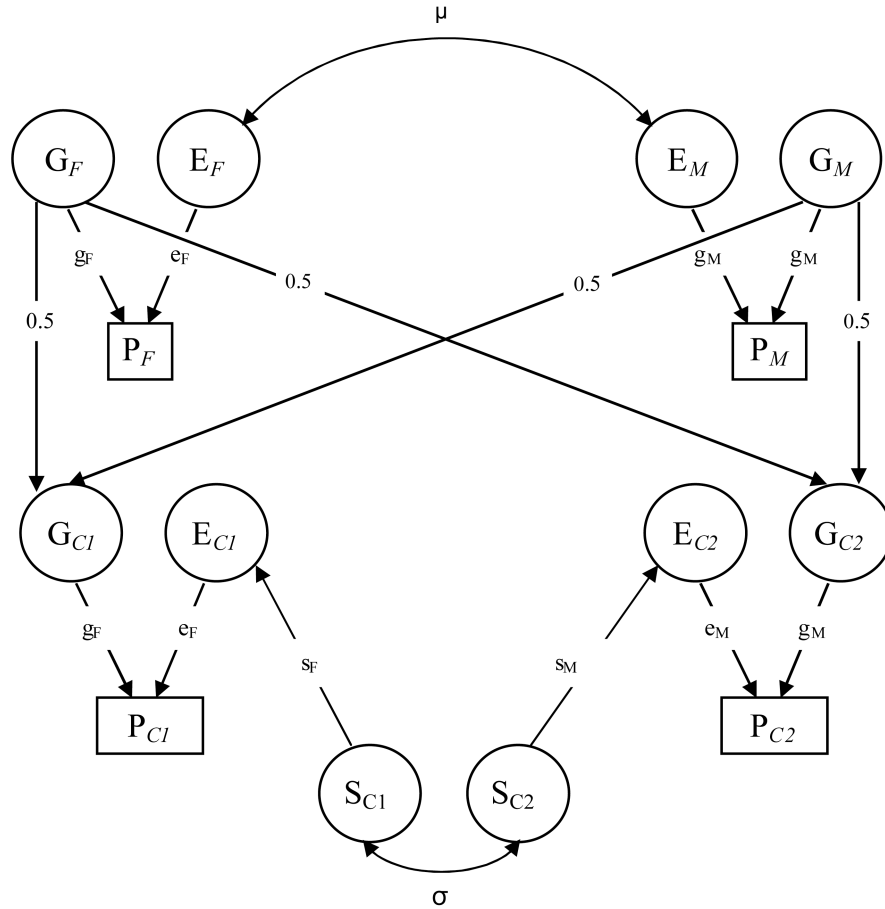 μ
G_F E_F E_M G_M
g_F e_F g_M g_M
0.5 0.5
0.5 0.5
P_F P_M
G_C1 E_C1 E_C2 G_C2
g_F e_F e_M g_M
s_F s_M
P_C1 P_C2
S_C1 S_C2
σ